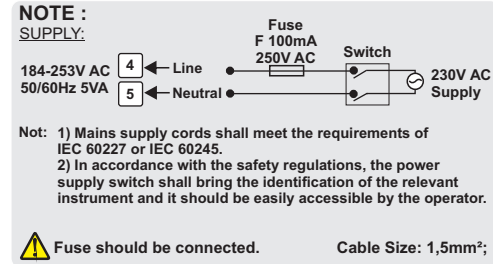 NOTE :
SUPPLY:
Fuse
F 100mA
250V AC
Switch
184-253V AC
50/60Hz 5VA
4
Line
5
Neutral
230V AC
Supply
Not: 1) Mains supply cords shall meet the requirements of
IEC 60227 or IEC 60245.
2) In accordance with the safety regulations, the power
supply switch shall bring the identification of the relevant
instrument and it should be easily accessible by the operator.
Fuse should be connected. Cable Size: 1,5mm²;